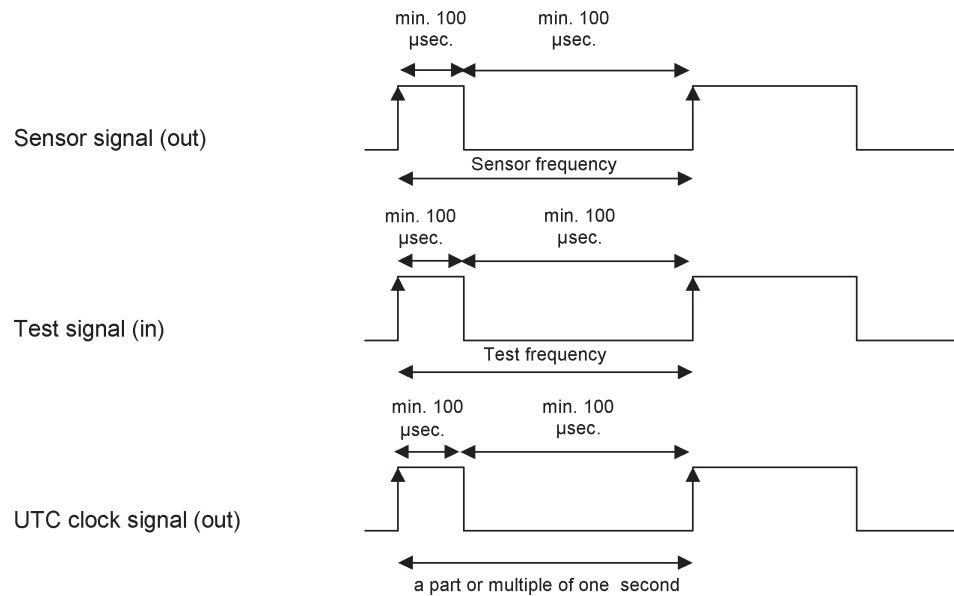 min. 100
µsec.
min. 100
µsec.
Sensor signal (out)
Sensor frequency
min. 100
µsec.
min. 100
µsec.
Test signal (in)
Test frequency
min. 100
µsec.
min. 100
µsec.
UTC clock signal (out)
a part or multiple of one second